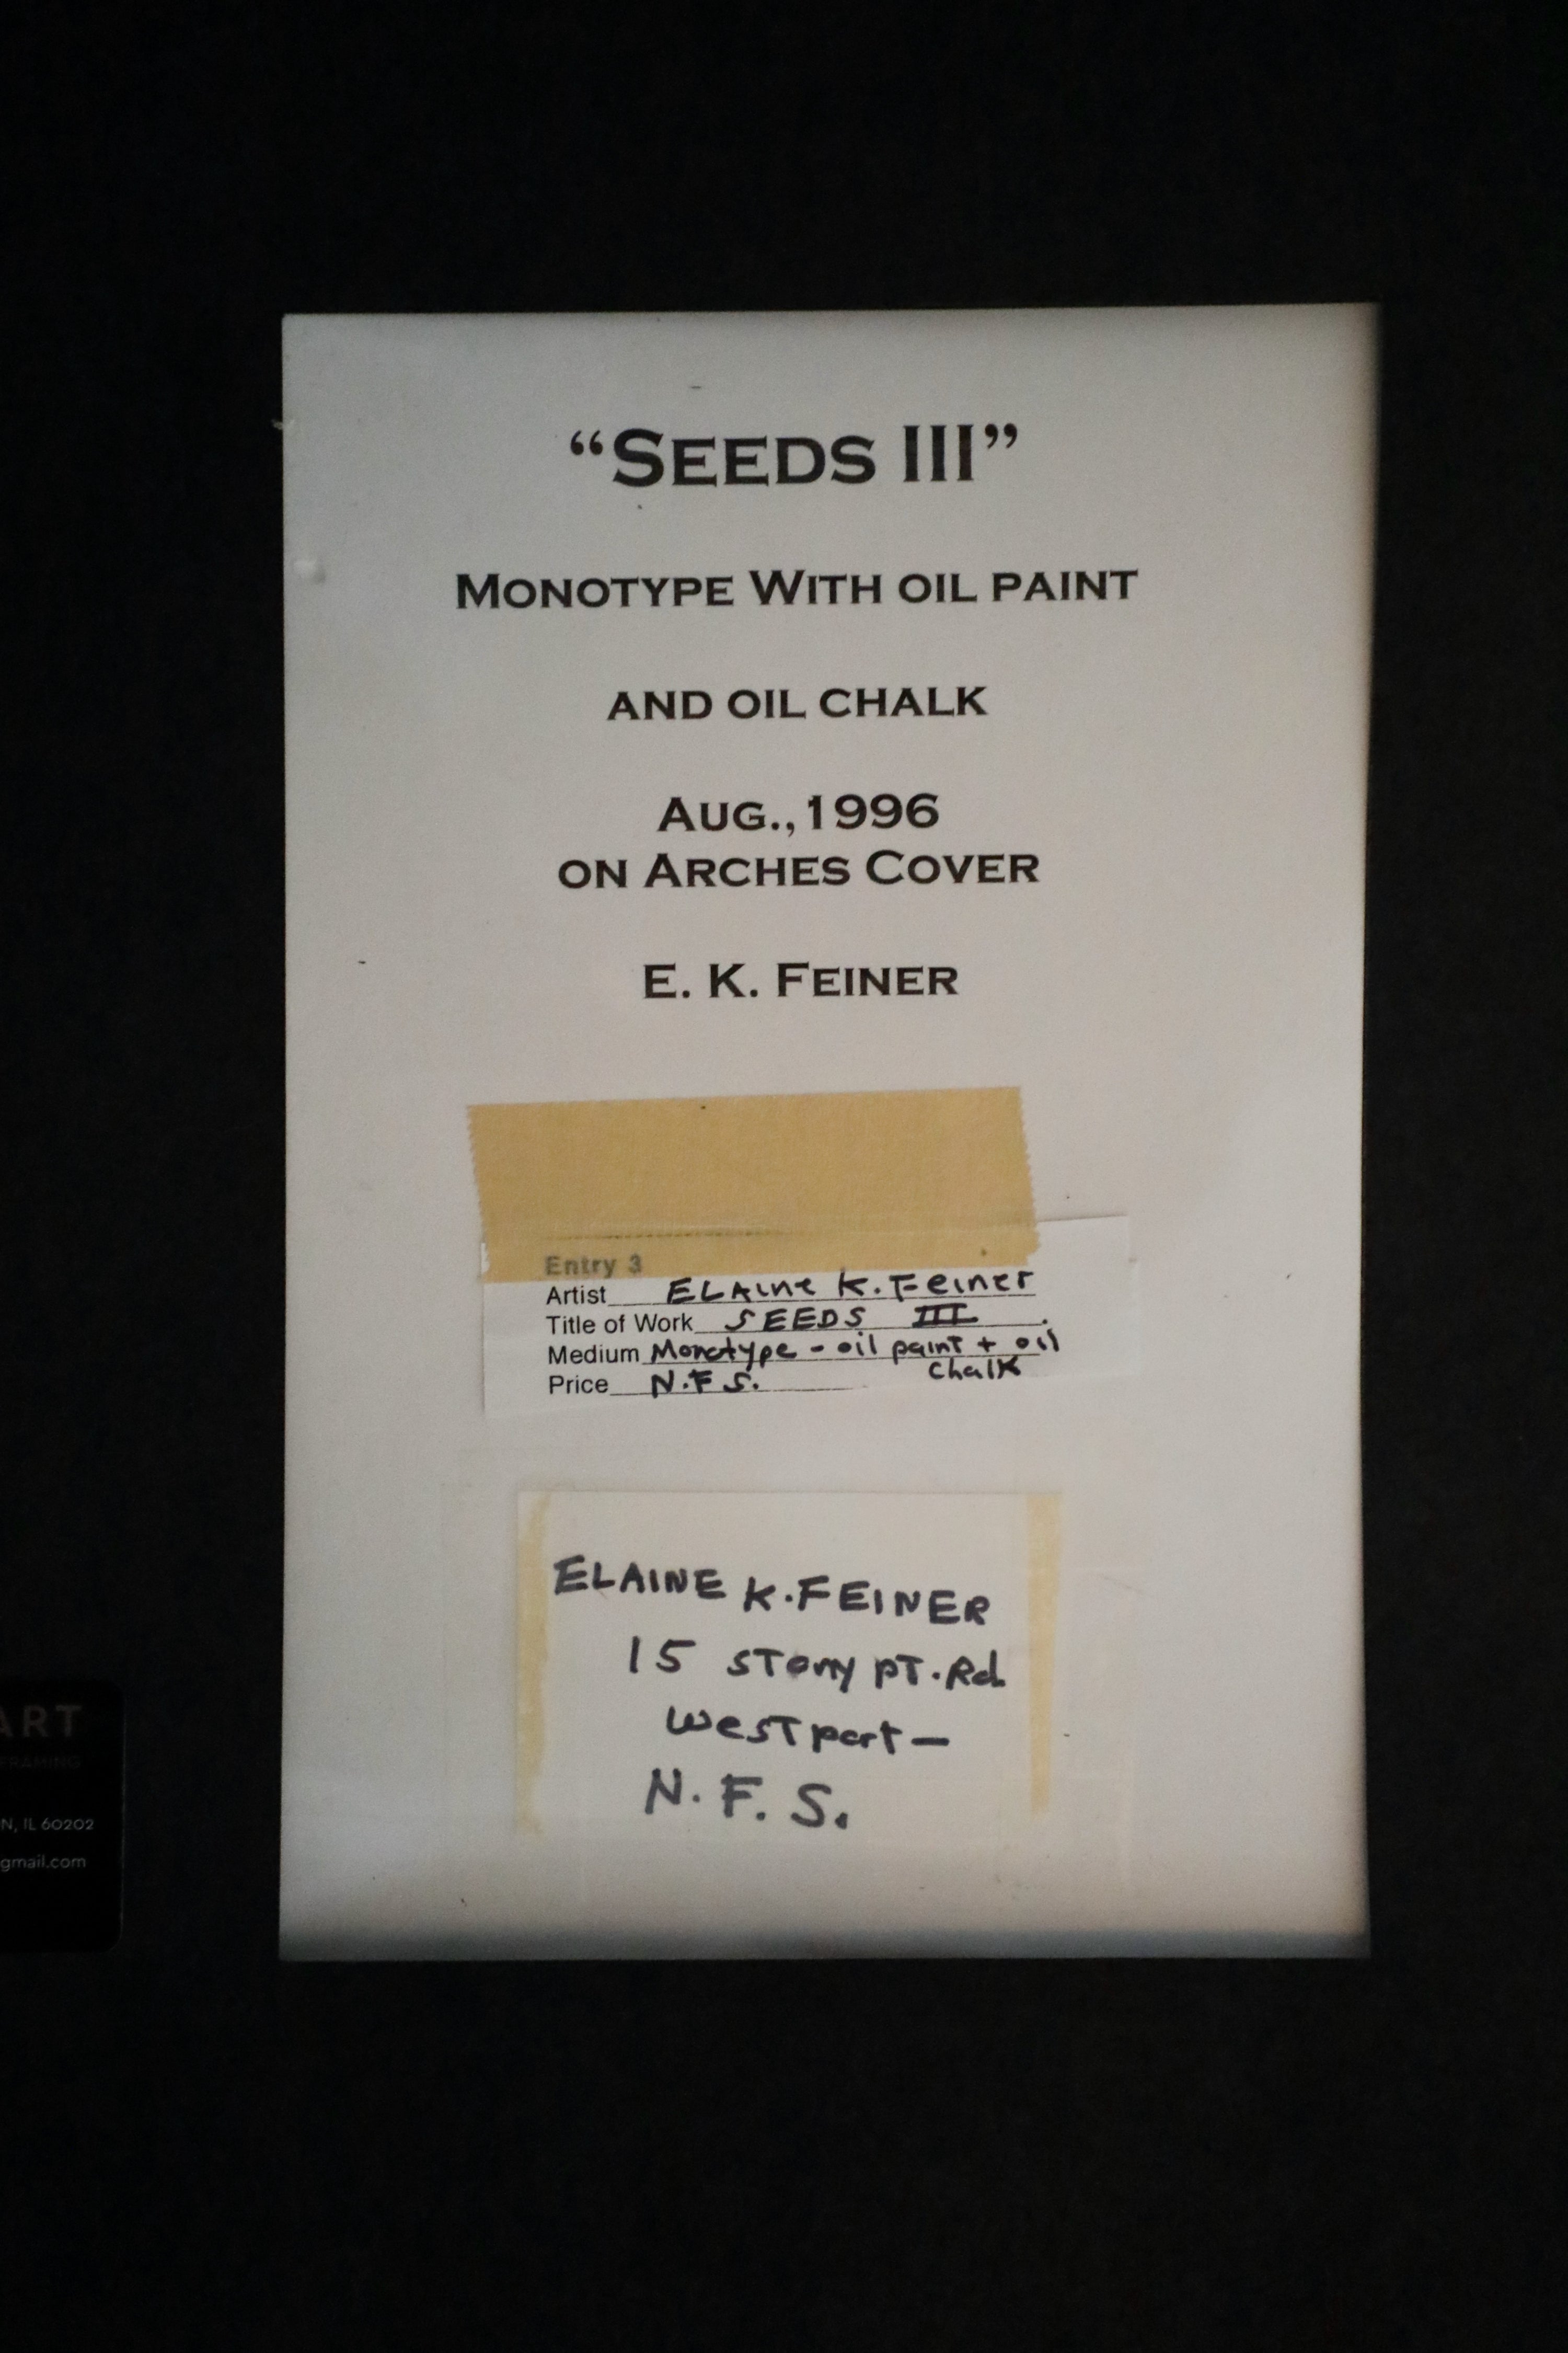 “SEEDS III”
MONOTYPE WITH OIL PAINT
AND OIL CHALK
AUG., 1996
ON ARCHES COVER
E. K. FEINER
Entry 3
Artist ELAINE K. Feiner
Title of Work SEEDS III
Medium Monotype - oil paint + oil
chalk
Price N.F.S.
ELAINE K. FEINER
15 STony PT. Rd
WesTport—
N. F. S.
ART
FRAMING
N, IL 60202
gmail.com